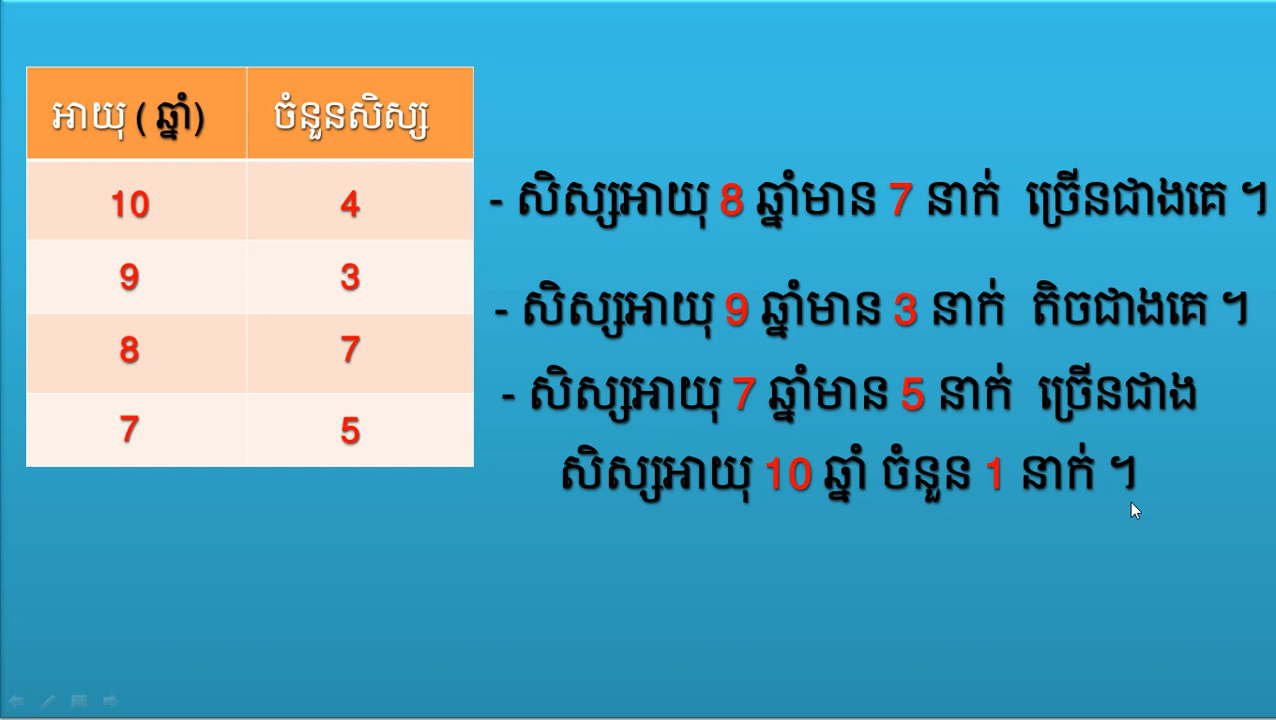 អាយុ ( ឆ្នាំ) ចំនួនសិស្ស
10 4
9 3
8 7
7 5
- សិស្សអាយុ 8 ឆ្នាំមាន 7 នាក់ ច្រើនជាងគេ ។
- សិស្សអាយុ 9 ឆ្នាំមាន 3 នាក់ តិចជាងគេ ។
- សិស្សអាយុ 7 ឆ្នាំមាន 5 នាក់ ច្រើនជាង
សិស្សអាយុ 10 ឆ្នាំ ចំនួន 1 នាក់ ។